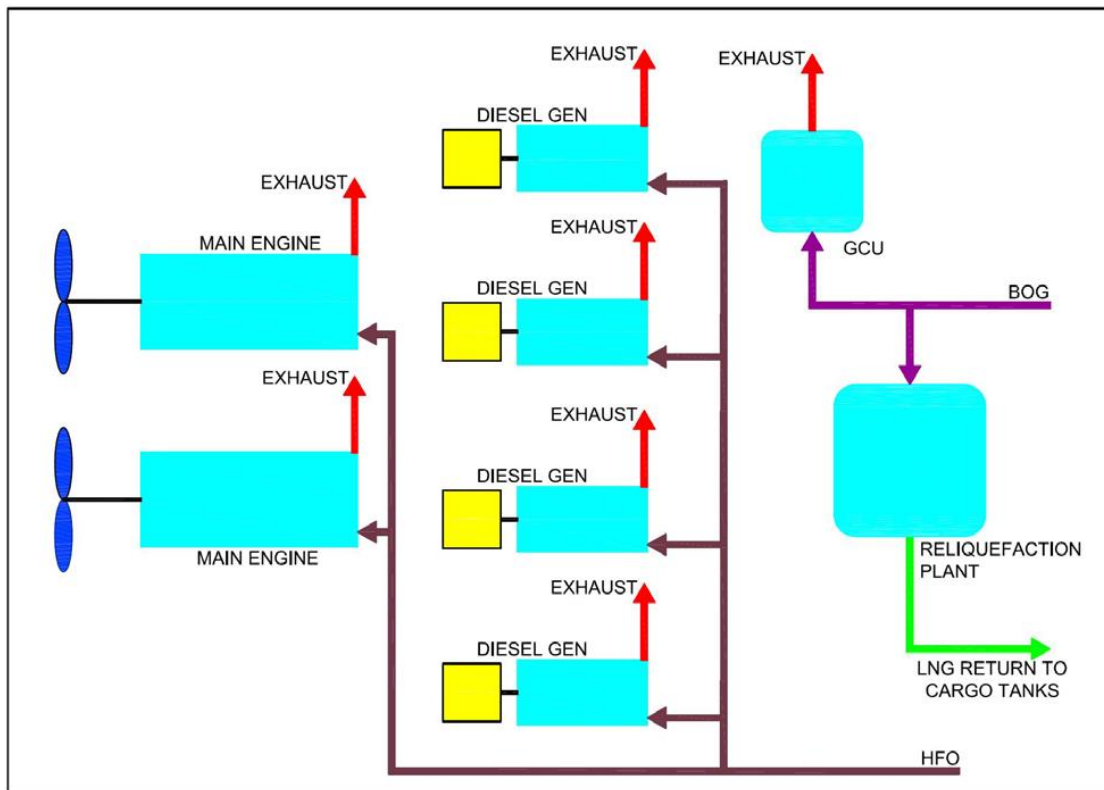 EXHAUST
EXHAUST
DIESEL GEN
EXHAUST
MAIN ENGINE
EXHAUST
DIESEL GEN
GCU
BOG
EXHAUST
EXHAUST
DIESEL GEN
MAIN ENGINE
RELIQUEFACTION
PLANT
EXHAUST
DIESEL GEN
LNG RETURN TO
CARGO TANKS
HFO